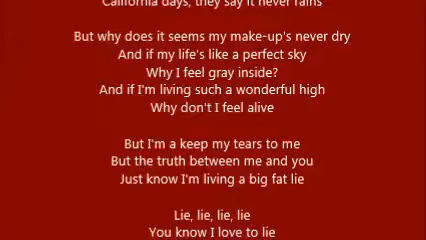 California days, they say it never rains
But why does it seems my make-up's never dry
And if my life's like a perfect sky
Why I feel gray inside?
And if I'm living such a wonderful high
Why don't I feel alive
But I'm a keep my tears to me
But the truth between me and you
Just know I'm living a big fat lie
Lie, lie, lie, lie
You know I love to lie